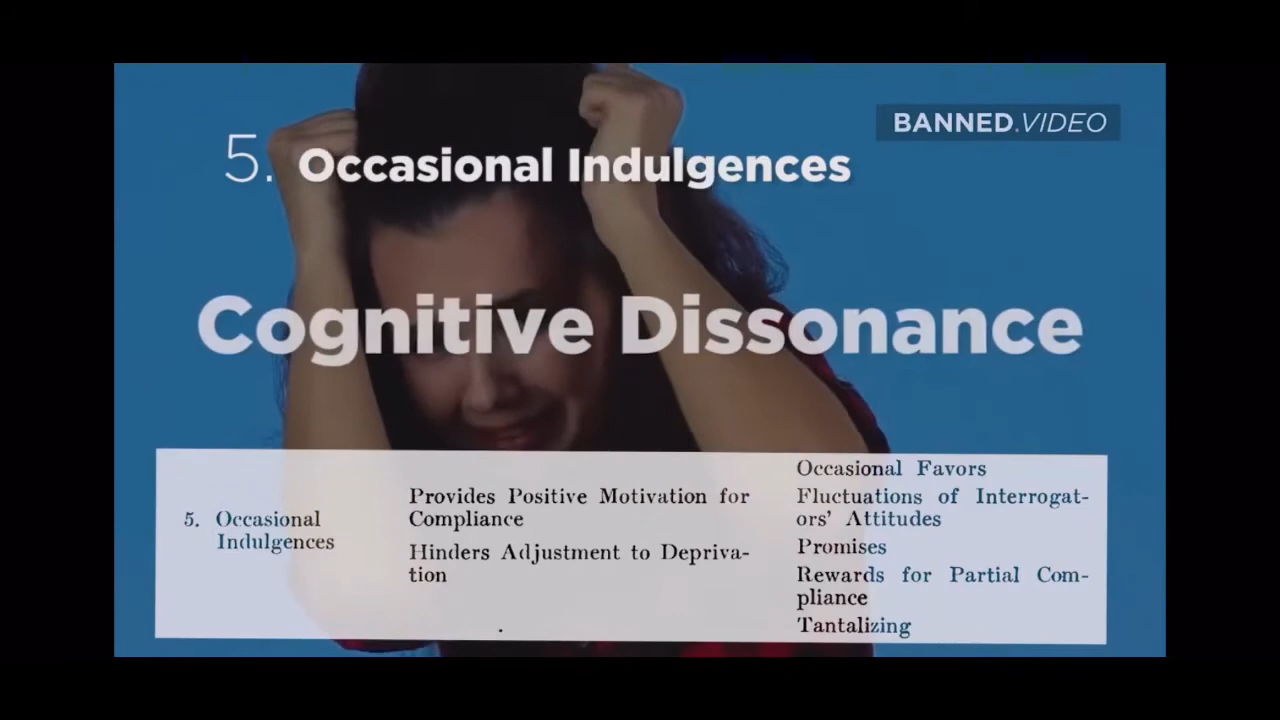 BANNED.VIDEO
5. Occasional Indulgences
Cognitive Dissonance
5. Occasional
Indulgences
Provides Positive Motivation for
Compliance
Hinders Adjustment to Depriva-
tion
Occasional Favors
Fluctuations of Interrogat-
ors' Attitudes
Promises
Rewards for Partial Com-
pliance
Tantalizing